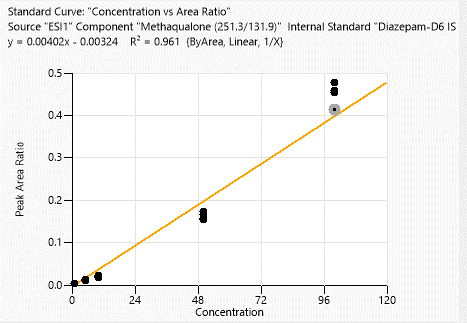 Standard Curve: "Concentration vs Area Ratio"
Source "ESI1" Component "Methaqualone (251.3/131.9)" Internal Standard "Diazepam-D6 IS
y = 0.00402x - 0.00324 R² = 0.961 {ByArea, Linear, 1/X}
0.5
0.4
0.3
0.2
0.1
0.0
Peak Area Ratio
0 24 48 72 96 120
Concentration